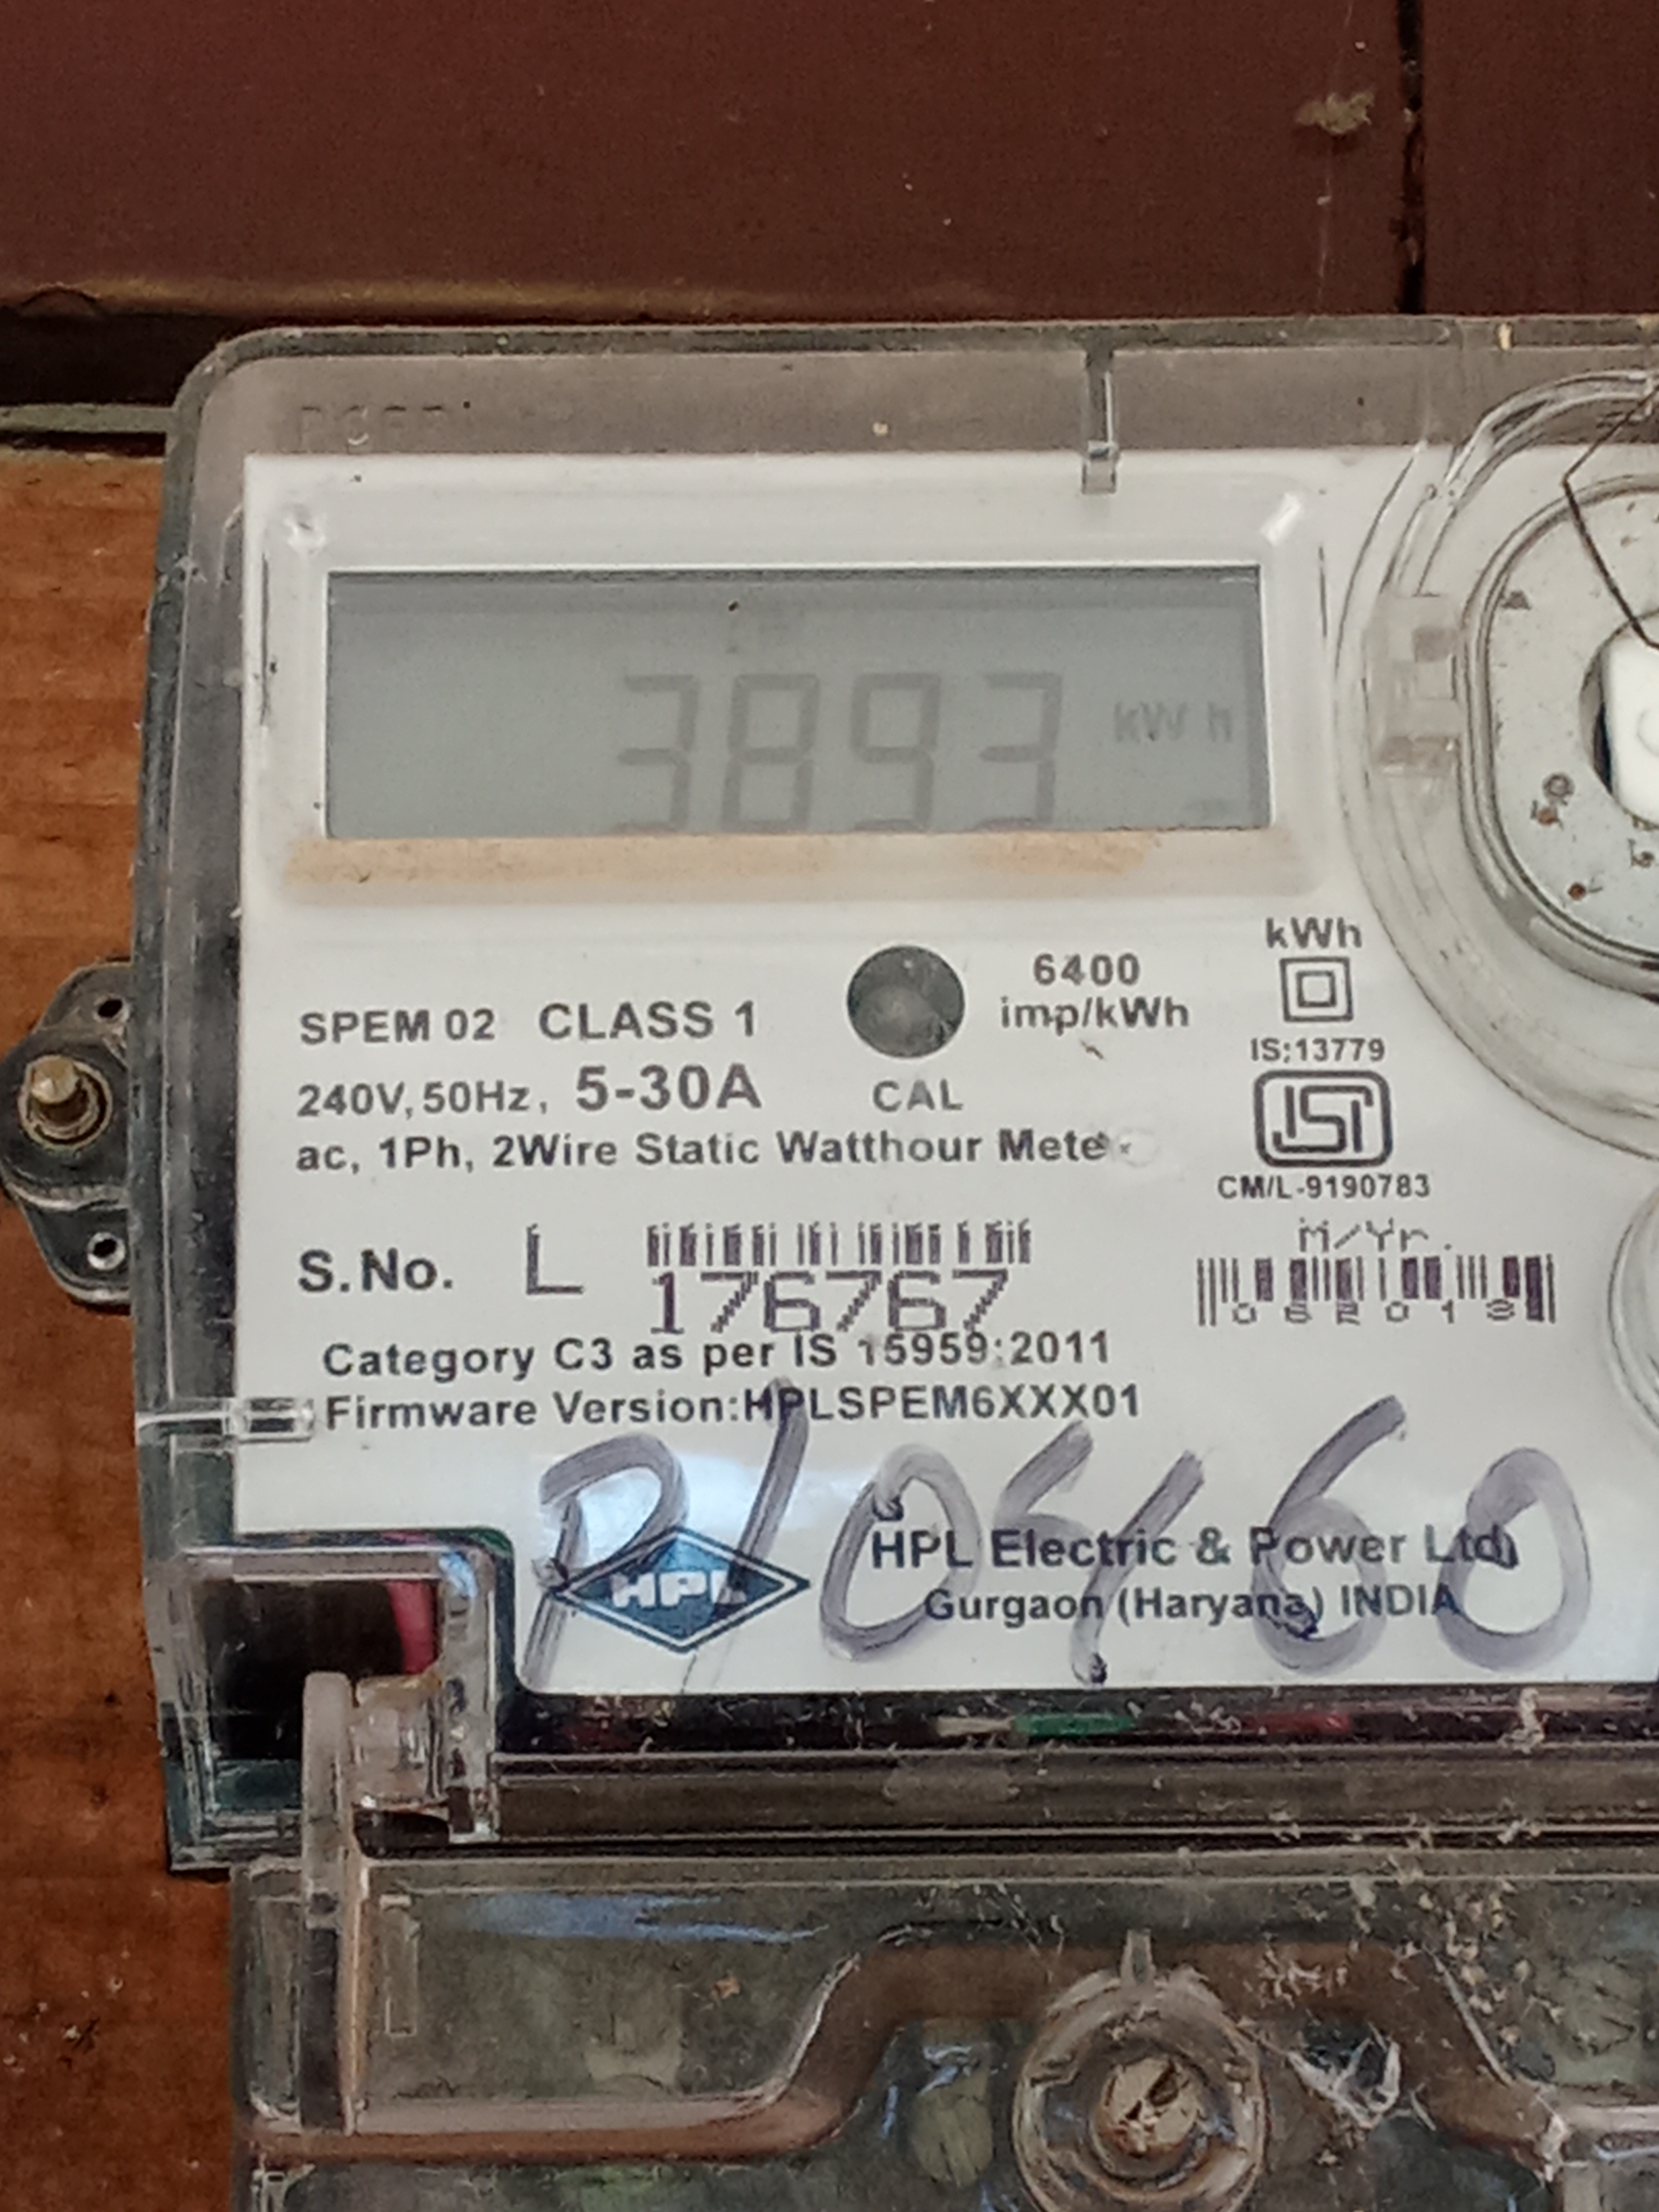 3893 kWh
kWh
6400
imp/kWh
SPEM 02 CLASS 1
240V, 50Hz, 5-30A
CAL
IS:13779
ISI
ac, 1Ph, 2Wire Static Watthour Meter
CM/L-9190783
M/Yr.
S.No. L 176767
062013
Category C3 as per IS 15959:2011
Firmware Version:HPLSPEM6XXX01
HPL
HPL Electric & Power Ltd
Gurgaon (Haryana) INDIA